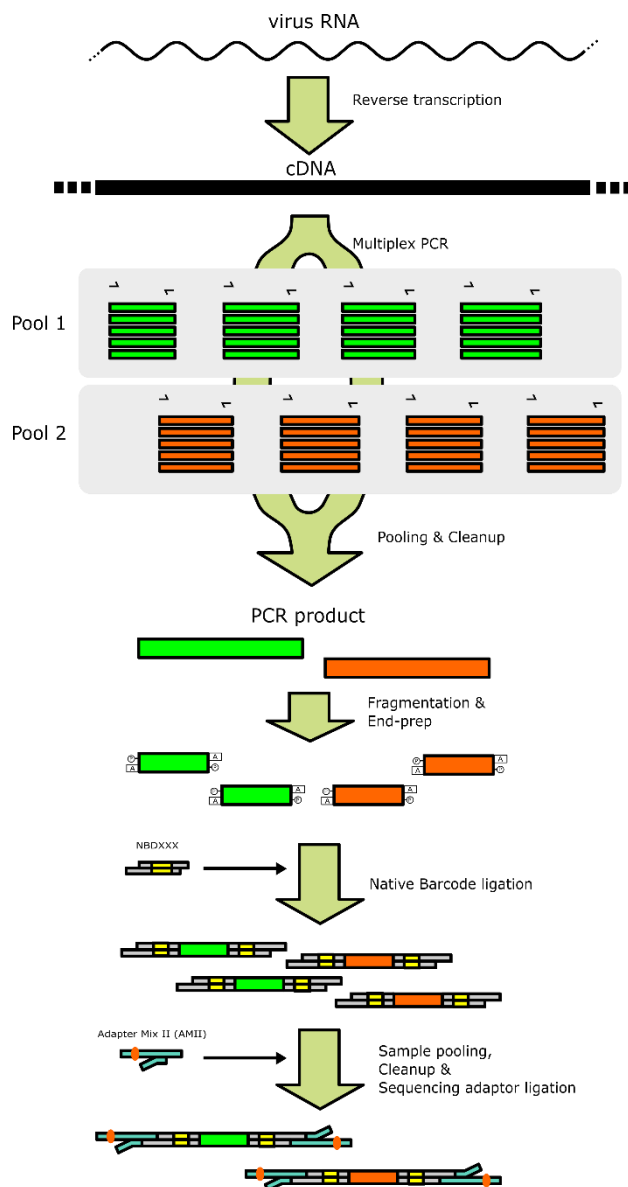 virus RNA
Reverse transcription
cDNA
Multiplex PCR
Pool 1
Pool 2
Pooling & Cleanup
PCR product
Fragmentation &
End-prep
P
A
A
P
P
A
A
P
P
A
A
P
P
A
A
P
NBDXXX
Native Barcode ligation
Adapter Mix II (AMII)
Sample pooling,
Cleanup &
Sequencing adaptor ligation